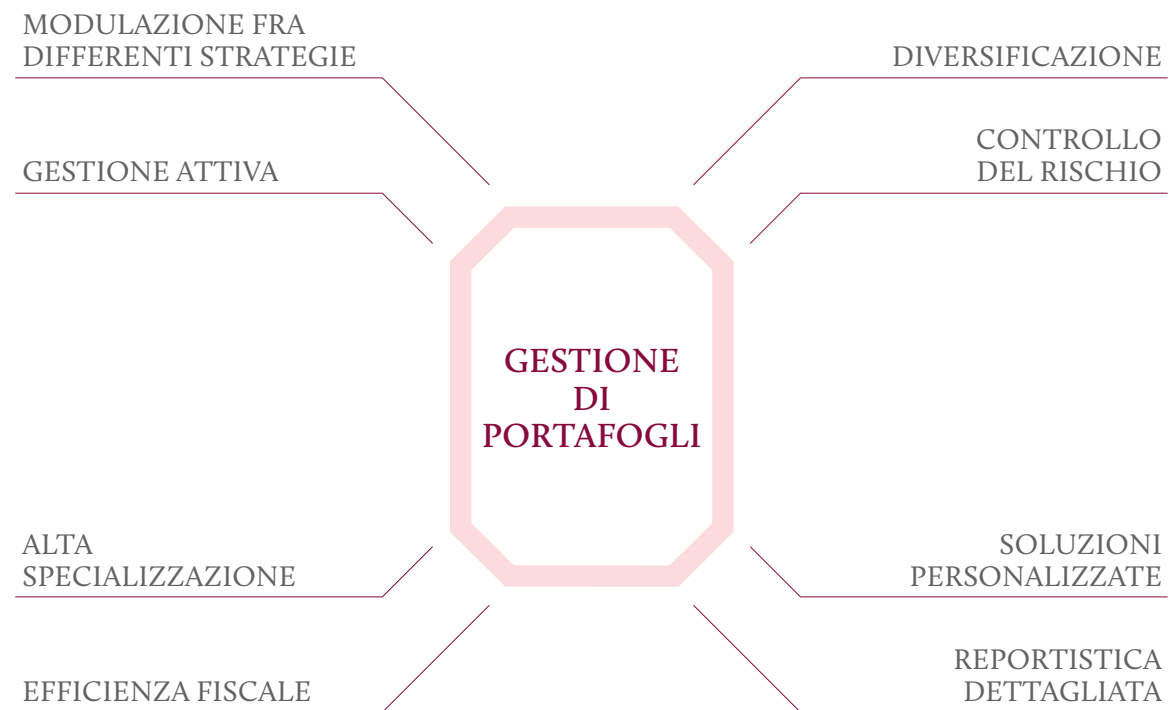 MODULAZIONE FRA
DIFFERENTI STRATEGIE
DIVERSIFICAZIONE
GESTIONE ATTIVA
CONTROLLO
DEL RISCHIO
GESTIONE
DI
PORTAFOGLI
ALTA
SPECIALIZZAZIONE
SOLUZIONI
PERSONALIZZATE
EFFICIENZA FISCALE
REPORTISTICA
DETTAGLIATA